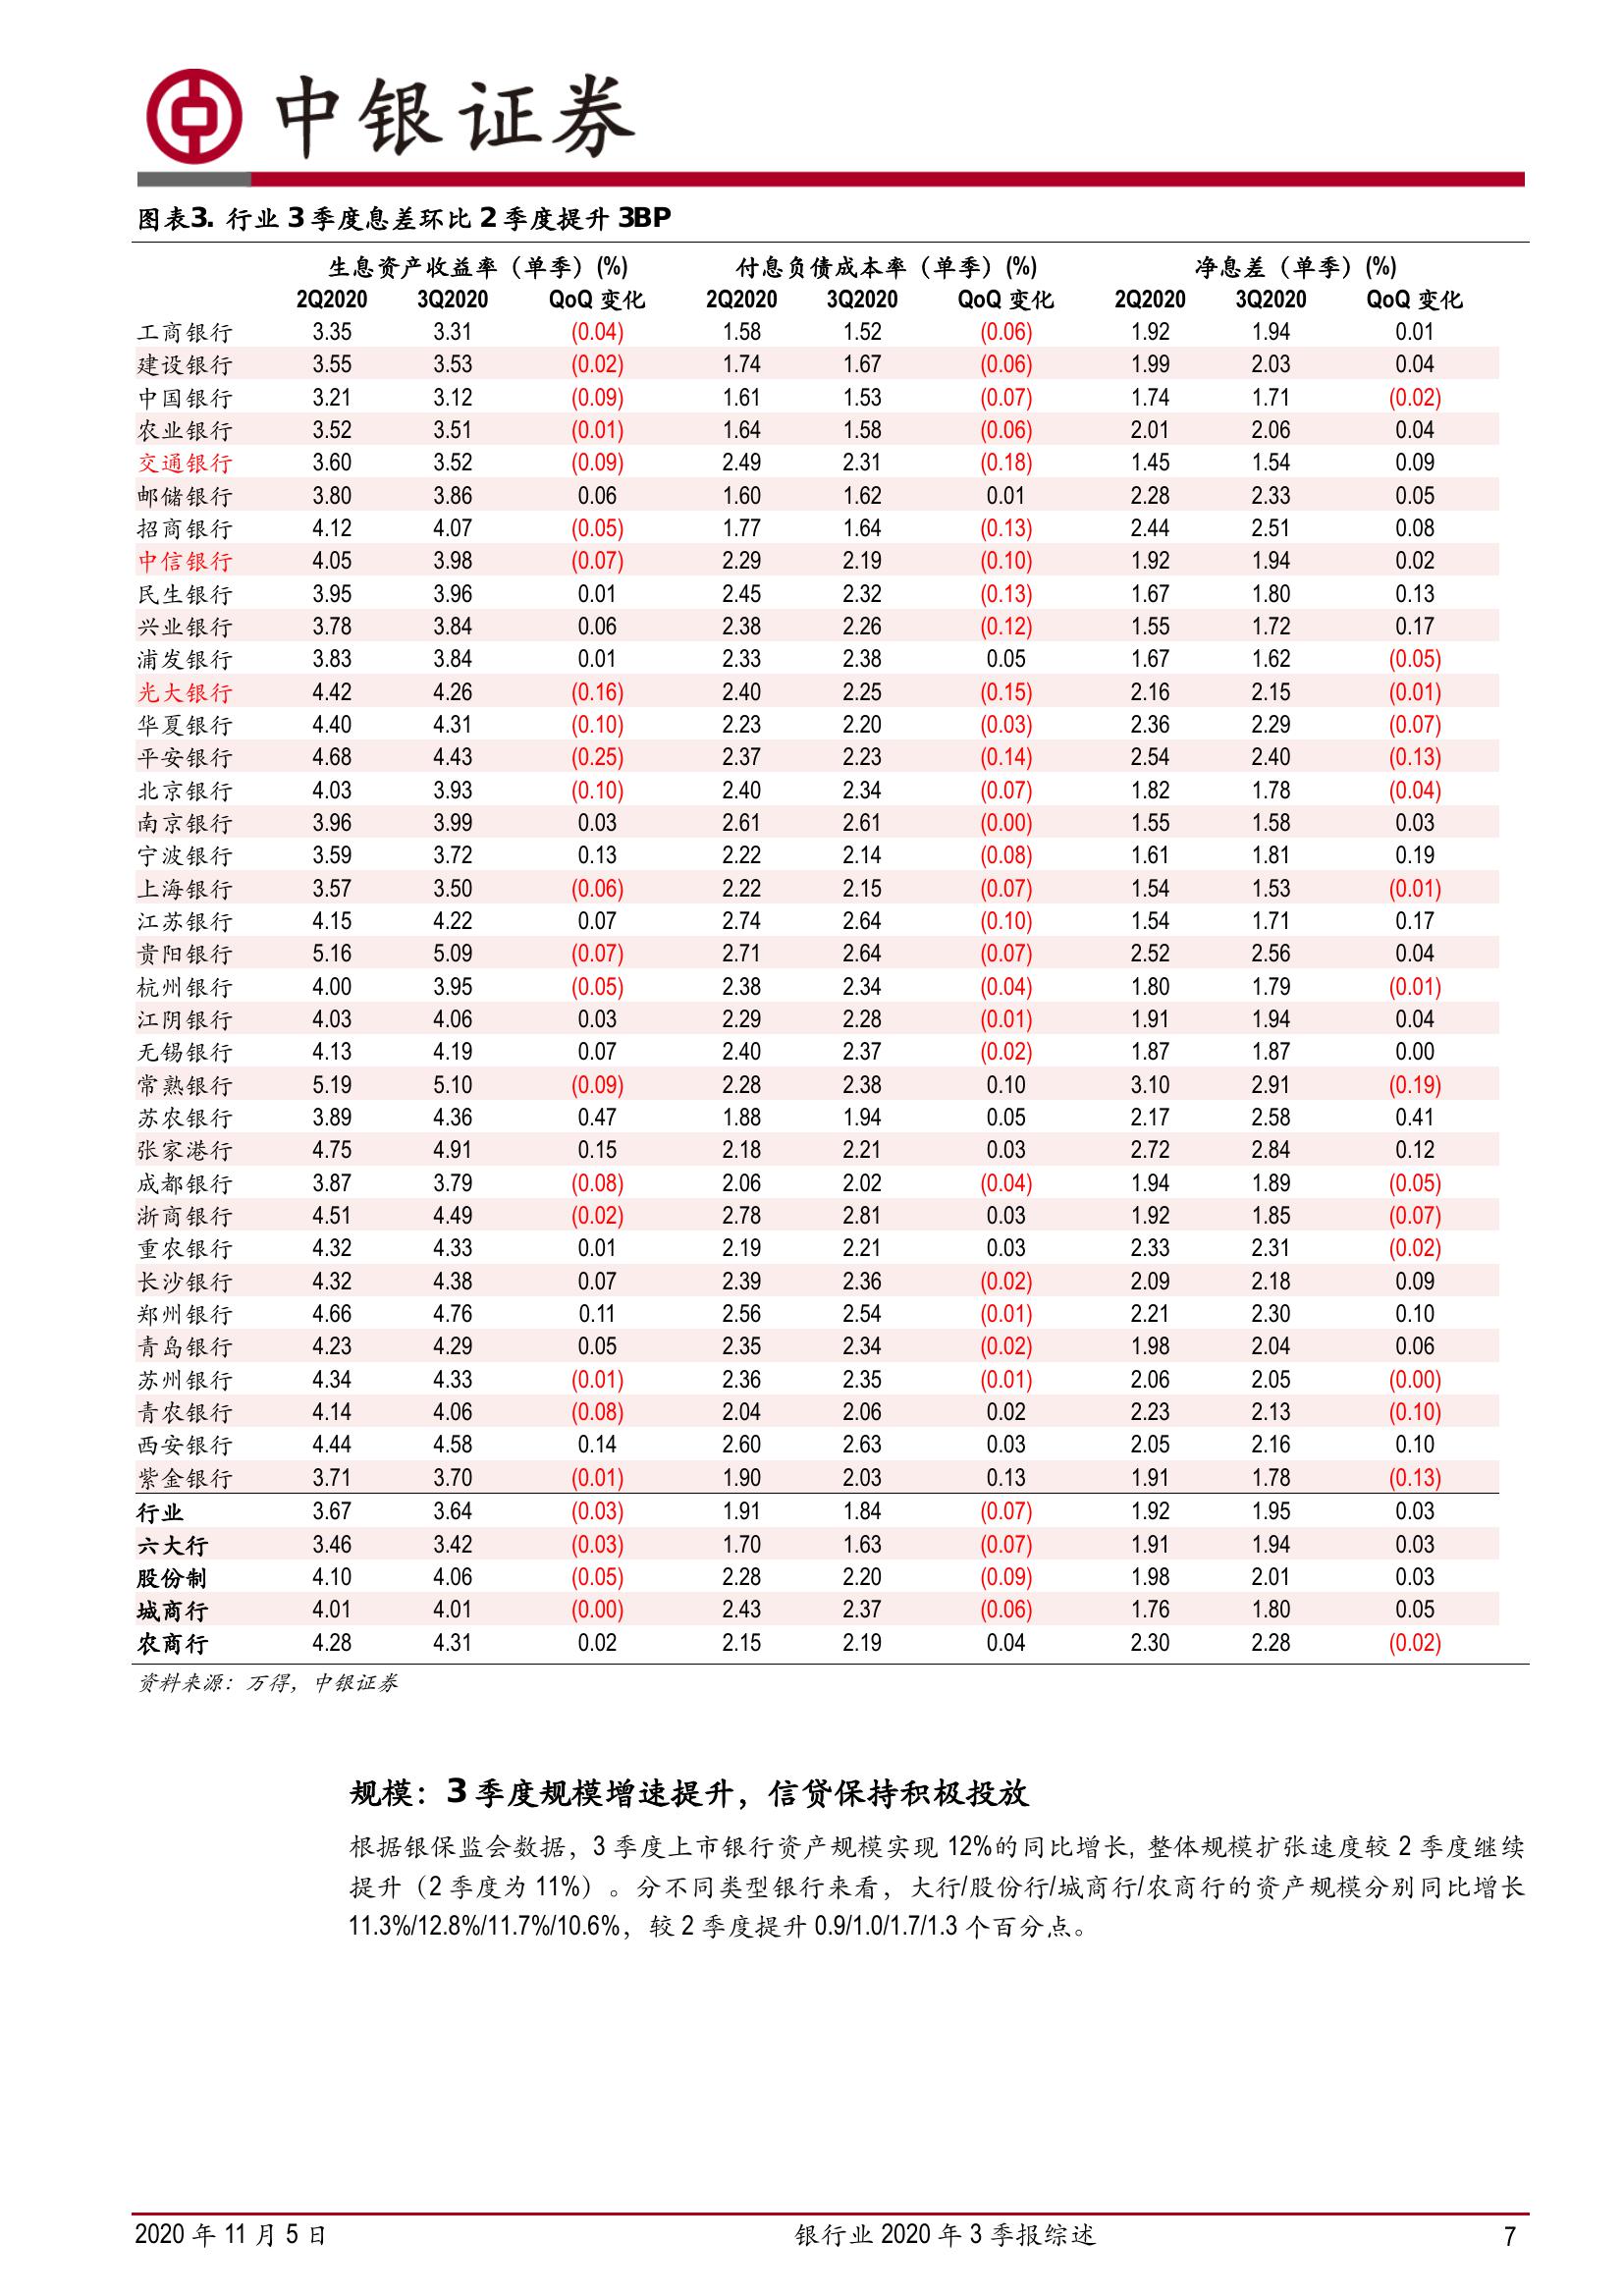 中银证券
图表3. 行业 3 季度息差环比 2 季度提升 3BP
生息资产收益率（单季）(%) 付息负债成本率（单季）(%) 净息差（单季）(%)
2Q2020 3Q2020 QoQ 变化 2Q2020 3Q2020 QoQ 变化 2Q2020 3Q2020 QoQ 变化
工商银行 3.35 3.31 (0.04) 1.58 1.52 (0.06) 1.92 1.94 0.01
建设银行 3.55 3.53 (0.02) 1.74 1.67 (0.06) 1.99 2.03 0.04
中国银行 3.21 3.12 (0.09) 1.61 1.53 (0.07) 1.74 1.71 (0.02)
农业银行 3.52 3.51 (0.01) 1.64 1.58 (0.06) 2.01 2.06 0.04
交通银行 3.60 3.52 (0.09) 2.49 2.31 (0.18) 1.45 1.54 0.09
邮储银行 3.80 3.86 0.06 1.60 1.62 0.01 2.28 2.33 0.05
招商银行 4.12 4.07 (0.05) 1.77 1.64 (0.13) 2.44 2.51 0.08
中信银行 4.05 3.98 (0.07) 2.29 2.19 (0.10) 1.92 1.94 0.02
民生银行 3.95 3.96 0.01 2.45 2.32 (0.13) 1.67 1.80 0.13
兴业银行 3.78 3.84 0.06 2.38 2.26 (0.12) 1.55 1.72 0.17
浦发银行 3.83 3.84 0.01 2.33 2.38 0.05 1.67 1.62 (0.05)
光大银行 4.42 4.26 (0.16) 2.40 2.25 (0.15) 2.16 2.15 (0.01)
华夏银行 4.40 4.31 (0.10) 2.23 2.20 (0.03) 2.36 2.29 (0.07)
平安银行 4.68 4.43 (0.25) 2.37 2.23 (0.14) 2.54 2.40 (0.13)
北京银行 4.03 3.93 (0.10) 2.40 2.34 (0.07) 1.82 1.78 (0.04)
南京银行 3.96 3.99 0.03 2.61 2.61 (0.00) 1.55 1.58 0.03
宁波银行 3.59 3.72 0.13 2.22 2.14 (0.08) 1.61 1.81 0.19
上海银行 3.57 3.50 (0.06) 2.22 2.15 (0.07) 1.54 1.53 (0.01)
江苏银行 4.15 4.22 0.07 2.74 2.64 (0.10) 1.54 1.71 0.17
贵阳银行 5.16 5.09 (0.07) 2.71 2.64 (0.07) 2.52 2.56 0.04
杭州银行 4.00 3.95 (0.05) 2.38 2.34 (0.04) 1.80 1.79 (0.01)
江阴银行 4.03 4.06 0.03 2.29 2.28 (0.01) 1.91 1.94 0.04
无锡银行 4.13 4.19 0.07 2.40 2.37 (0.02) 1.87 1.87 0.00
常熟银行 5.19 5.10 (0.09) 2.28 2.38 0.10 3.10 2.91 (0.19)
苏农银行 3.89 4.36 0.47 1.88 1.94 0.05 2.17 2.58 0.41
张家港行 4.75 4.91 0.15 2.18 2.21 0.03 2.72 2.84 0.12
成都银行 3.87 3.79 (0.08) 2.06 2.02 (0.04) 1.94 1.89 (0.05)
浙商银行 4.51 4.49 (0.02) 2.78 2.81 0.03 1.92 1.85 (0.07)
重农银行 4.32 4.33 0.01 2.19 2.21 0.03 2.33 2.31 (0.02)
长沙银行 4.32 4.38 0.07 2.39 2.36 (0.02) 2.09 2.18 0.09
郑州银行 4.66 4.76 0.11 2.56 2.54 (0.01) 2.21 2.30 0.10
青岛银行 4.23 4.29 0.05 2.35 2.34 (0.02) 1.98 2.04 0.06
苏州银行 4.34 4.33 (0.01) 2.36 2.35 (0.01) 2.06 2.05 (0.00)
青农银行 4.14 4.06 (0.08) 2.04 2.06 0.02 2.23 2.13 (0.10)
西安银行 4.44 4.58 0.14 2.60 2.63 0.03 2.05 2.16 0.10
紫金银行 3.71 3.70 (0.01) 1.90 2.03 0.13 1.91 1.78 (0.13)
行业 3.67 3.64 (0.03) 1.91 1.84 (0.07) 1.92 1.95 0.03
六大行 3.46 3.42 (0.03) 1.70 1.63 (0.07) 1.91 1.94 0.03
股份制 4.10 4.06 (0.05) 2.28 2.20 (0.09) 1.98 2.01 0.03
城商行 4.01 4.01 (0.00) 2.43 2.37 (0.06) 1.76 1.80 0.05
农商行 4.28 4.31 0.02 2.15 2.19 0.04 2.30 2.28 (0.02)
资料来源：万得，中银证券
规模：3 季度规模增速提升，信贷保持积极投放
根据银保监会数据，3 季度上市银行资产规模实现 12%的同比增长, 整体规模扩张速度较 2 季度继续
提升（2 季度为 11%）。分不同类型银行来看，大行/股份行/城商行/农商行的资产规模分别同比增长
11.3%/12.8%/11.7%/10.6%，较 2 季度提升 0.9/1.0/1.7/1.3 个百分点。
2020 年 11 月 5 日 银行业 2020 年 3 季报综述 7